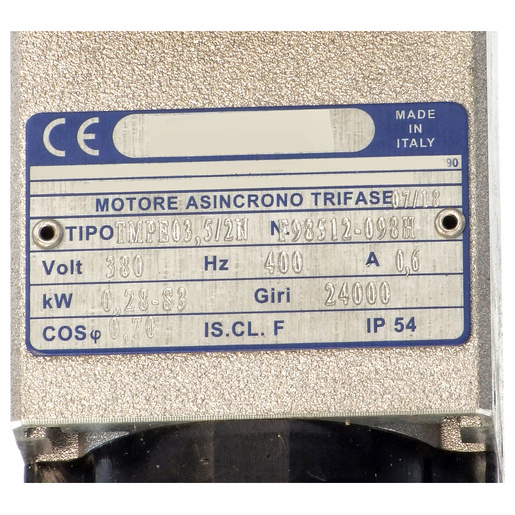 CE
MADE
IN
ITALY
90
MOTORE ASINCRONO TRIFASE 07/18
TIPO TMPE03,5/2N N. F98512-098H
Volt 380 Hz 400 A 0,6
kW 0,28-S3 Giri 24000
COSφ 0,70 IS.CL. F IP 54